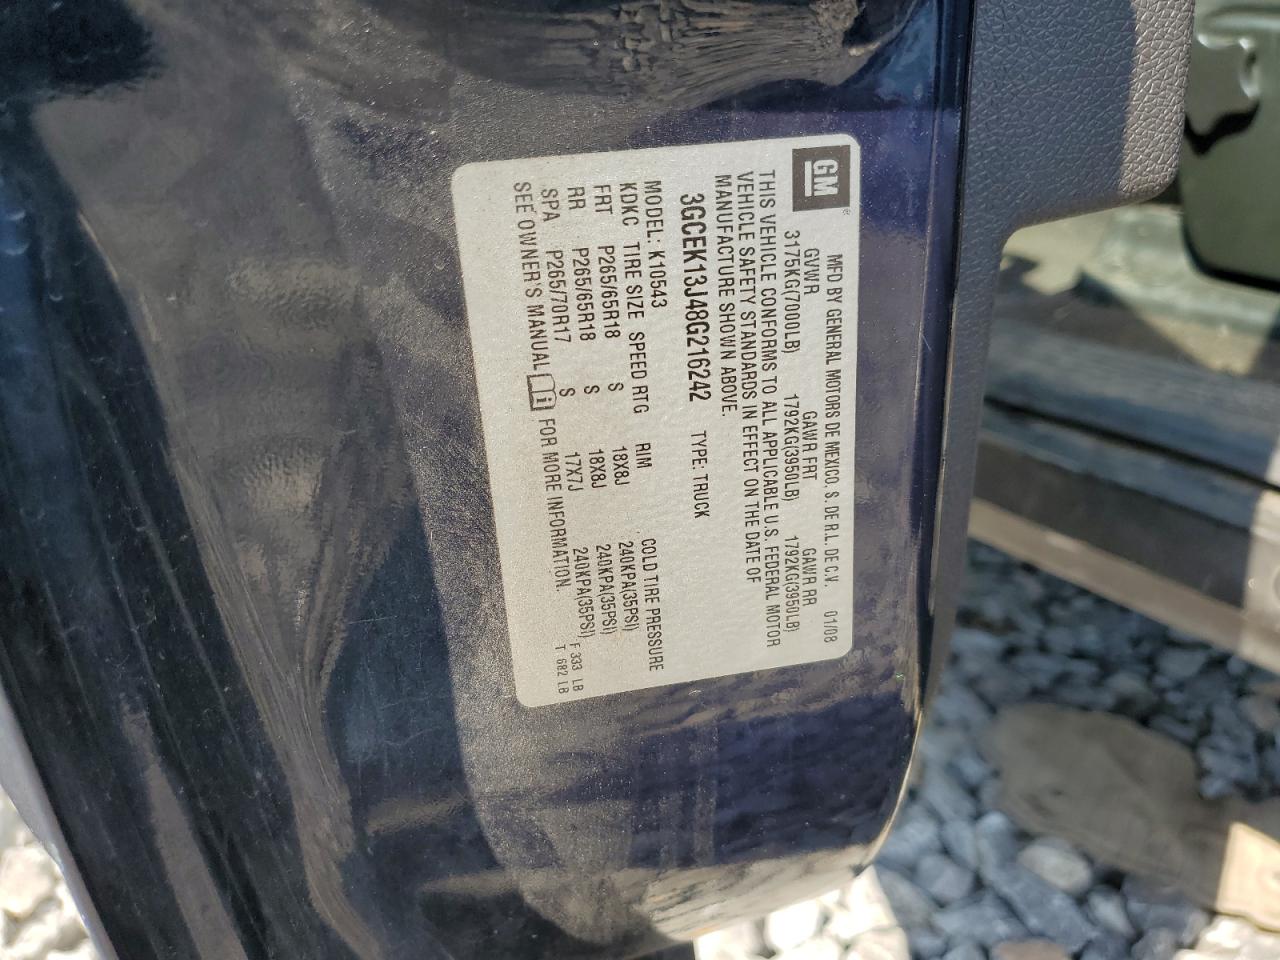 GM
MFD BY GENERAL MOTORS DE MEXICO, S. DE R.L. DE C.V. 01/08
GVWR GAWR FRT GAWR RR
3175KG(7000LB) 1792KG(3950LB) 1792KG(3950LB)
THIS VEHICLE CONFORMS TO ALL APPLICABLE U.S. FEDERAL MOTOR
VEHICLE SAFETY STANDARDS IN EFFECT ON THE DATE OF
MANUFACTURE SHOWN ABOVE.
3GCEK13J48G216242 TYPE: TRUCK
MODEL: K10543
KDKC TIRE SIZE SPEED RTG RIM COLD TIRE PRESSURE
FRT P265/65R18 S 18X8J 240KPA(35PSI)
RR P265/65R18 S 18X8J 240KPA(35PSI)
SPA P265/70R17 S 17X7J 240KPA(35PSI)
SEE OWNER'S MANUAL i FOR MORE INFORMATION.
F 333 LB
T 682 LB